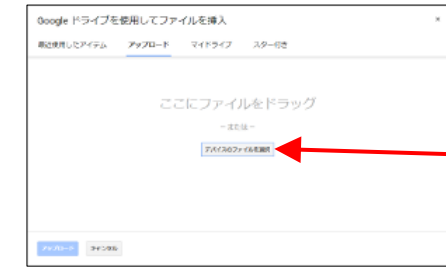 Google ドライブを使用してファイルを挿入 ×
最近使用したアイテム アップロード マイドライブ スター付き
ここにファイルをドラッグ
－または－
デバイスのファイルを選択
アップロード キャンセル